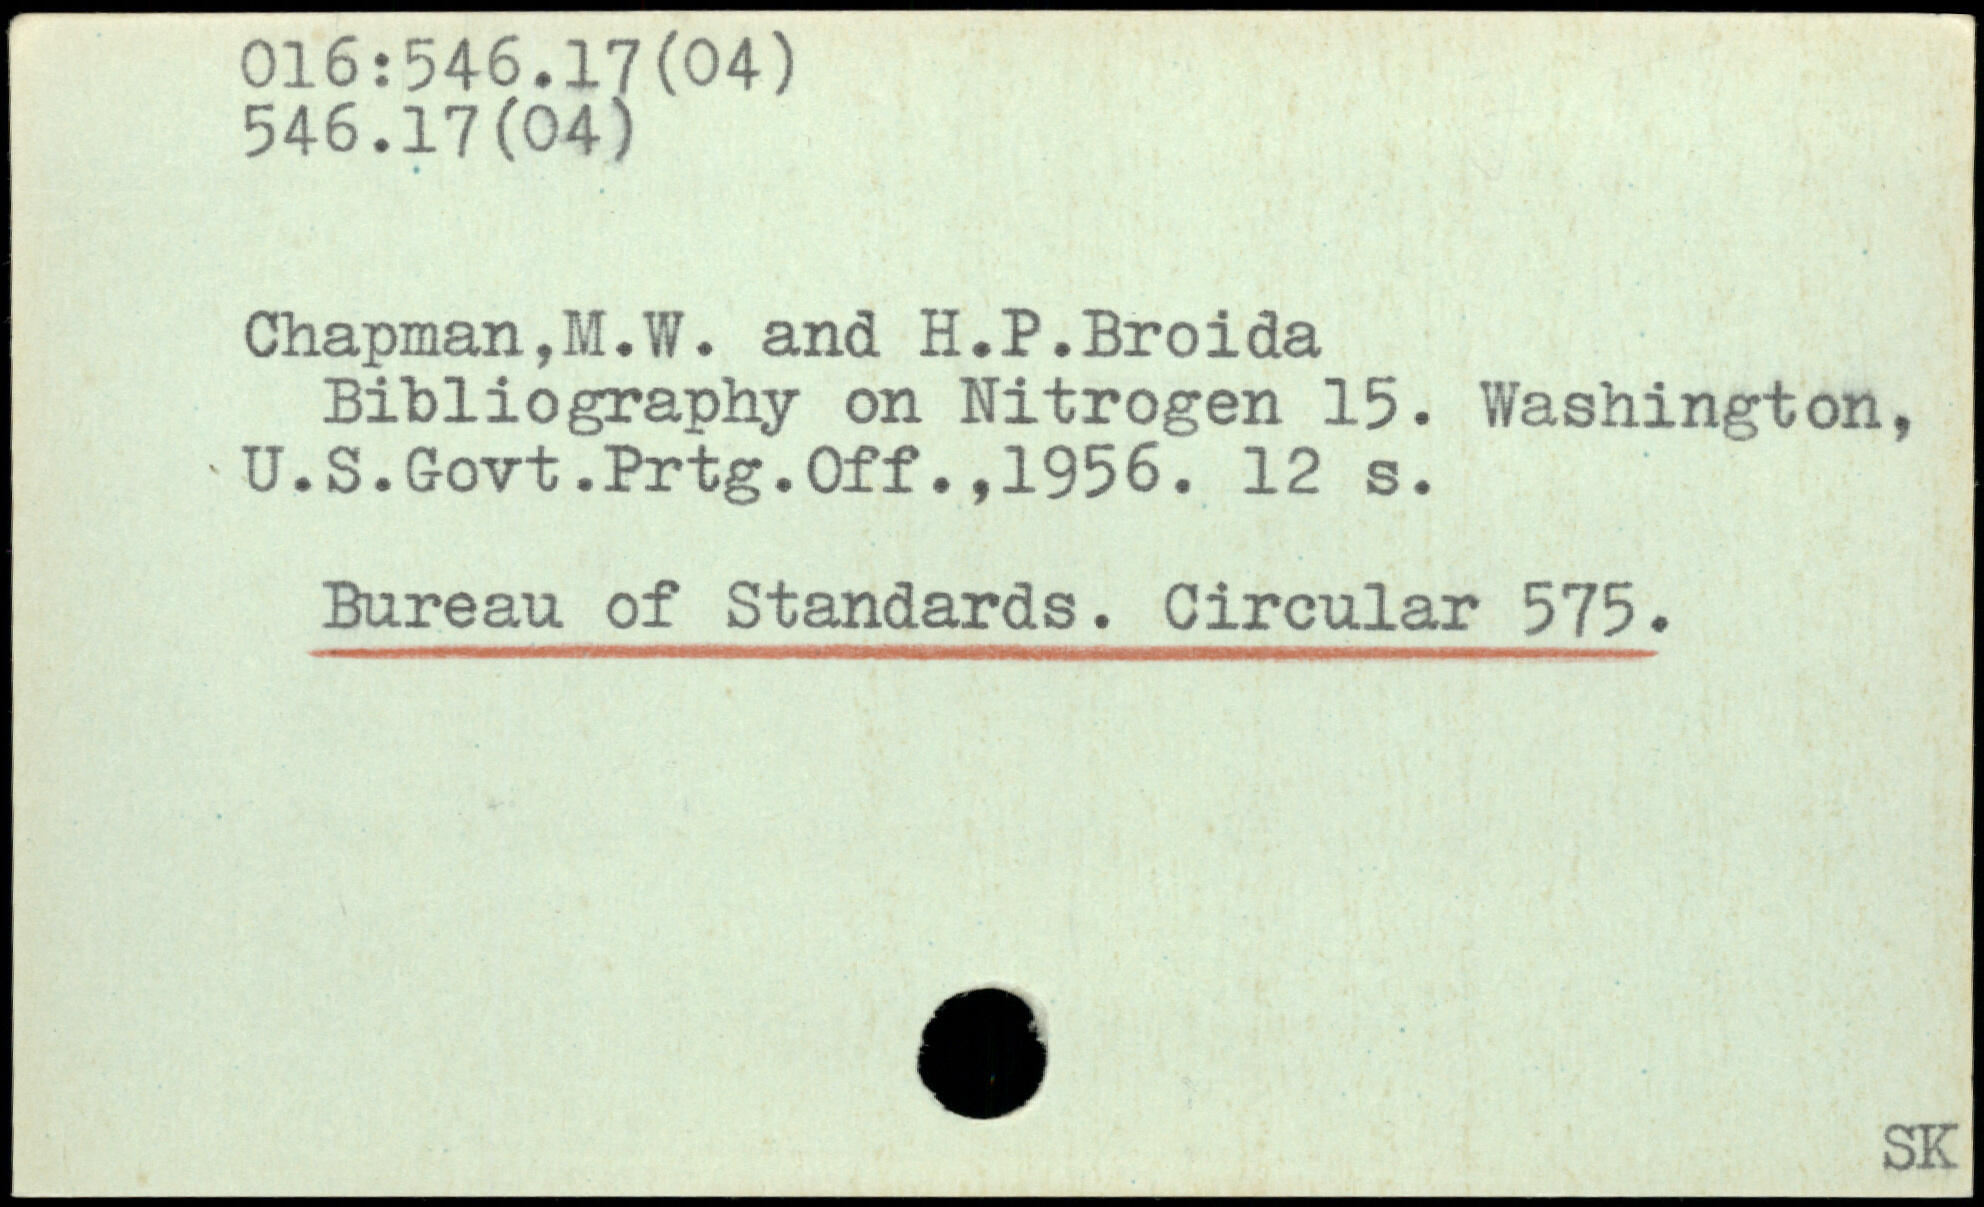 016:546.17(04)
546.17(04)
Chapman,M.W. and H.P.Broida
Bibliography on Nitrogen 15. Washington,
U.S.Govt.Prtg.Off.,1956. 12 s.
Bureau of Standards. Circular 575.
SK